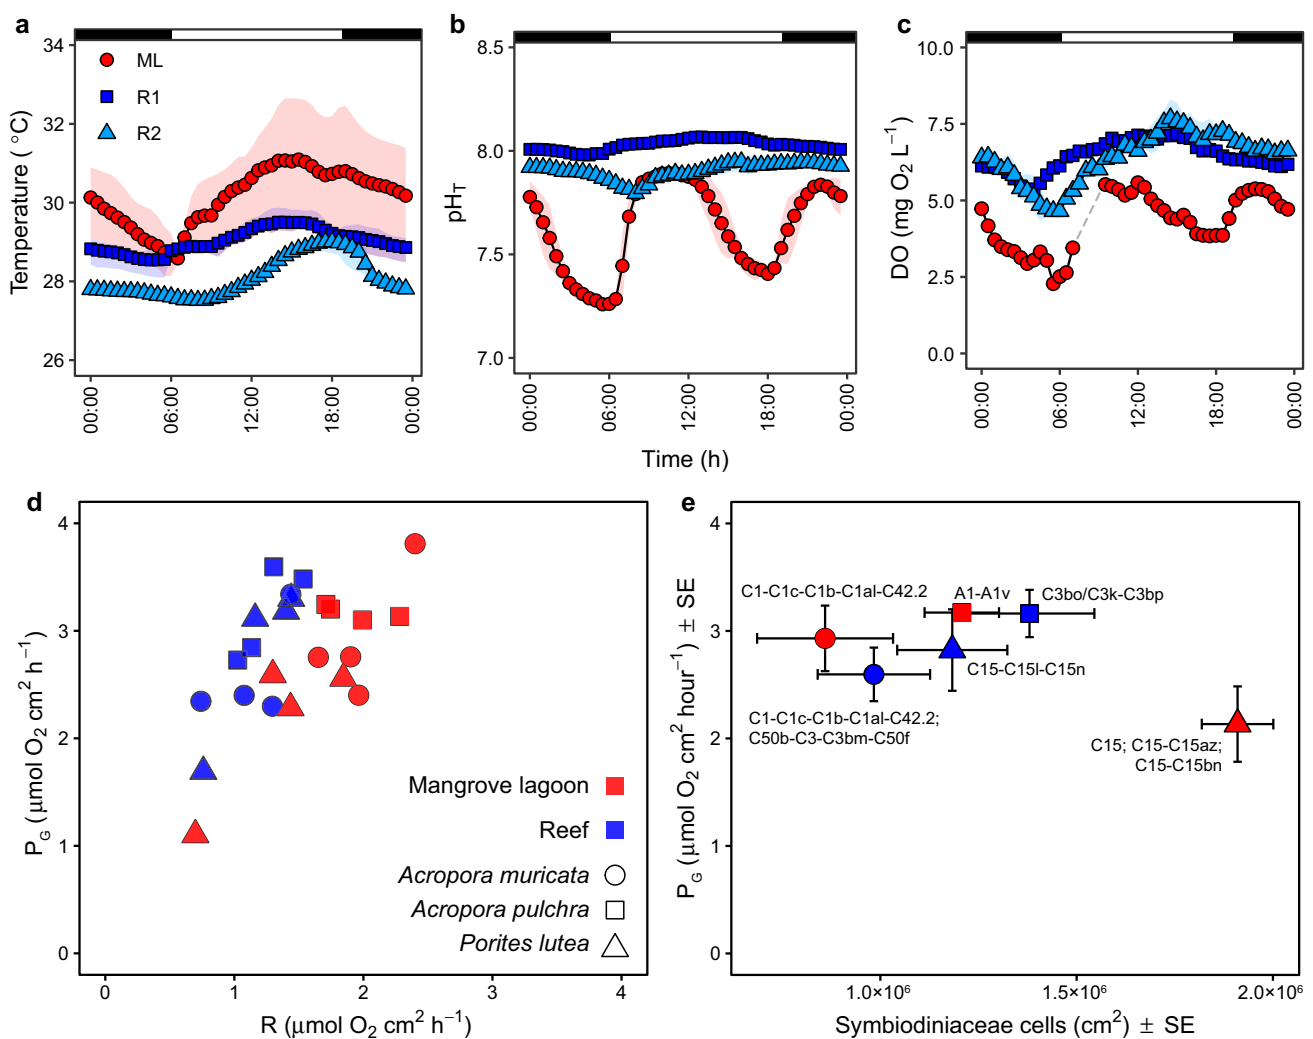 a
34
32
30
28
26
Temperature ( °C)
ML
R1
R2
00:00
06:00
12:00
18:00
00:00
b
8.5
8.0
7.5
7.0
pHT
00:00
06:00
12:00
18:00
00:00
c
10.0
7.5
5.0
2.5
0.0
DO (mg O2 L−1)
00:00
06:00
12:00
18:00
00:00
Time (h)
d
4
3
2
1
0
PG (μmol O2 cm2 h−1)
Mangrove lagoon
Reef
Acropora muricata
Acropora pulchra
Porites lutea
0
1
2
3
4
R (μmol O2 cm2 h−1)
e
4
3
2
1
0
PG (μmol O2 cm2 hour−1) ± SE
C1-C1c-C1b-C1al-C42.2
A1-A1v
C3bo/C3k-C3bp
C15-C15l-C15n
C1-C1c-C1b-C1al-C42.2;
C50b-C3-C3bm-C50f
C15; C15-C15az;
C15-C15bn
1.0×10⁶
1.5×10⁶
2.0×10⁶
Symbiodiniaceae cells (cm2) ± SE